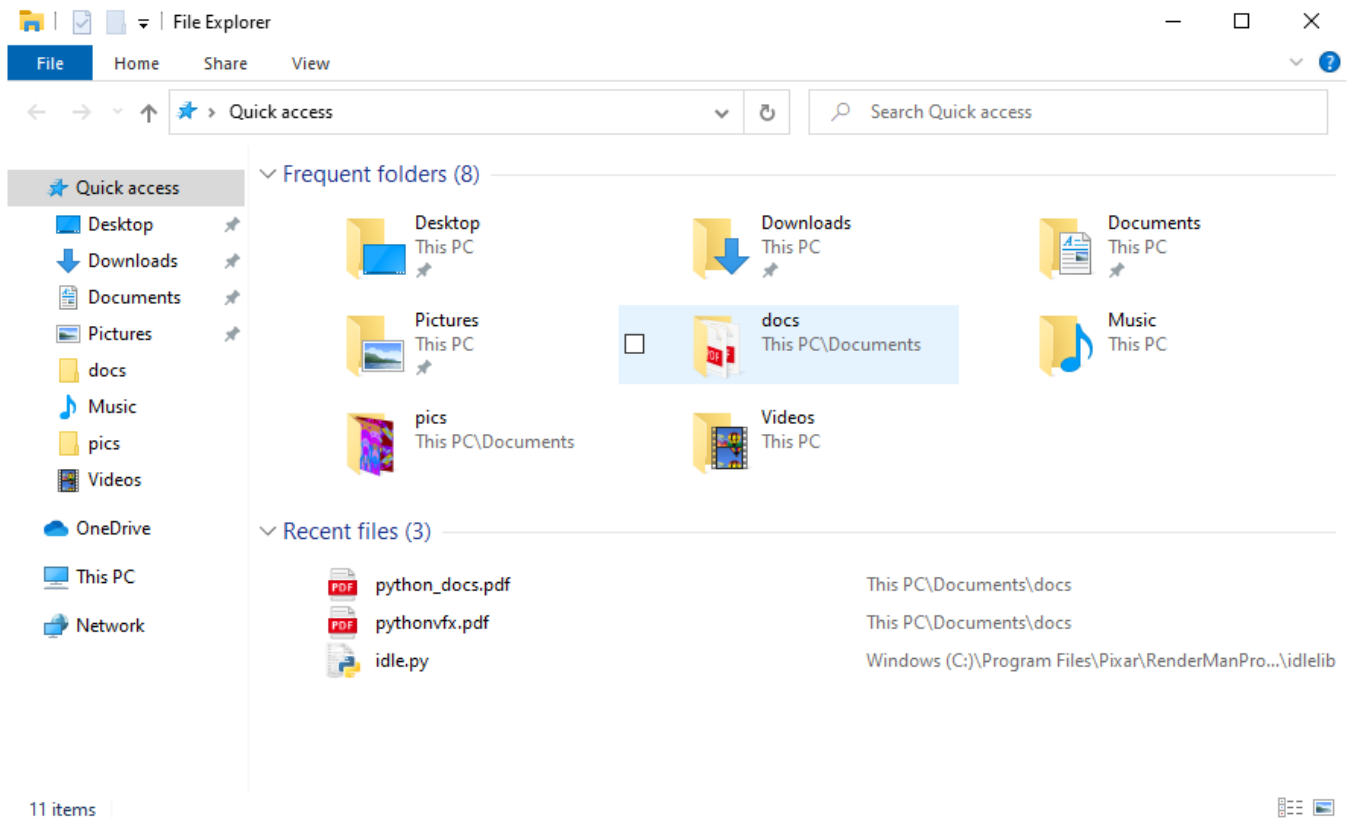 File Explorer
File Home Share View
Quick access
Search Quick access
Quick access
Desktop
Downloads
Documents
Pictures
docs
Music
pics
Videos
OneDrive
This PC
Network
Frequent folders (8)
Desktop
This PC
Downloads
This PC
Documents
This PC
Pictures
This PC
docs
This PC\Documents
Music
This PC
pics
This PC\Documents
Videos
This PC
Recent files (3)
python_docs.pdf This PC\Documents\docs
pythonvfx.pdf This PC\Documents\docs
idle.py Windows (C:)\Program Files\Pixar\RenderManPro...\idlelib
11 items